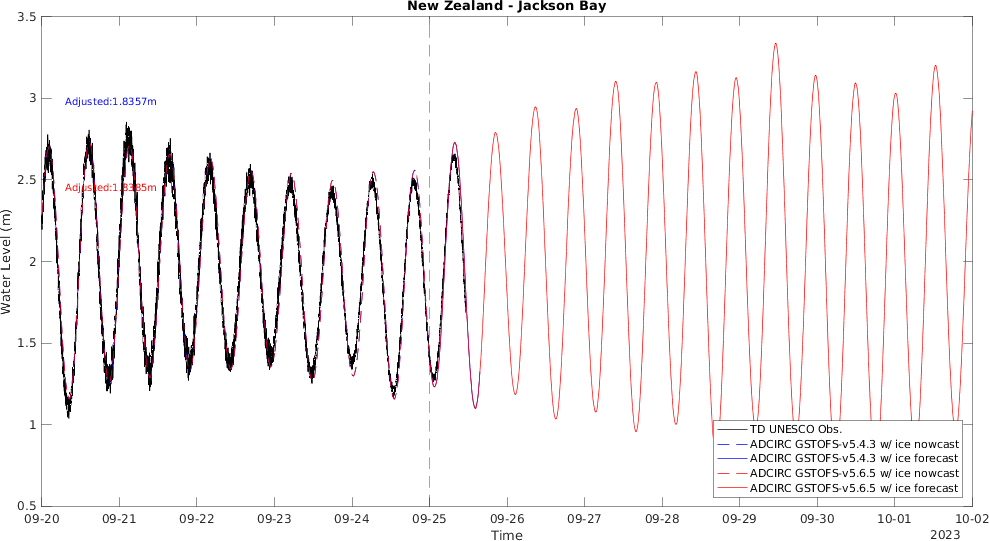 New Zealand - Jackson Bay
3.5
3
2.5
2
1.5
1
0.5
Water Level (m)
Adjusted:1.8357m
Adjusted:1.8385m
TD UNESCO Obs.
ADCIRC GSTOFS-v5.4.3 w/ ice nowcast
ADCIRC GSTOFS-v5.4.3 w/ ice forecast
ADCIRC GSTOFS-v5.6.5 w/ ice nowcast
ADCIRC GSTOFS-v5.6.5 w/ ice forecast
09-20 09-21 09-22 09-23 09-24 09-25 09-26 09-27 09-28 09-29 09-30 10-01 10-02
Time
2023